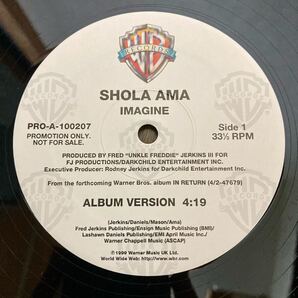 WB
RECORDS
SHOLA AMA
IMAGINE
PRO-A-100207
PROMOTION ONLY.
NOT FOR SALE.
Side 1
33⅓ RPM
PRODUCED BY FRED "UNKLE FREDDIE" JERKINS III FOR
FJ PRODUCTIONS/DARKCHILD ENTERTAINMENT INC.
Executive Producer: Rodney Jerkins for Darkchild Entertainment Inc.
From the forthcoming Warner Bros. album IN RETURN (4/2-47679)
ALBUM VERSION 4:19
(Jerkins/Daniels/Mason/Ama)
Fred Jerkins Publishing/Ensign Music Publishing (BMI)/
Lashawn Daniels Publishing/EMI April Music Inc./
Warner Chappell Music (ASCAP)
℗1999 Warner Music UK Ltd.
World Wide Web: http://www.wbr.com